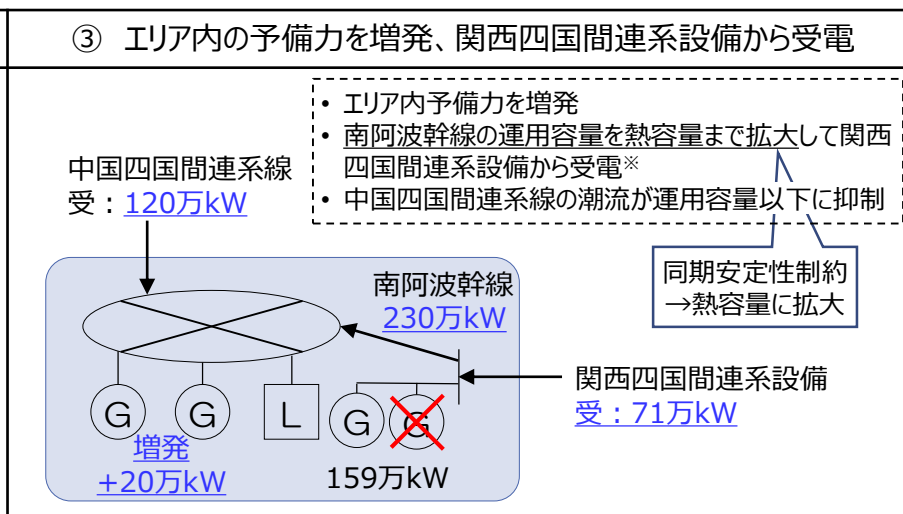 ③ エリア内の予備力を増発、関西四国間連系設備から受電
• エリア内予備力を増発
• 南阿波幹線の運用容量を熱容量まで拡大して関西
四国間連系設備から受電※
• 中国四国間連系線の潮流が運用容量以下に抑制
中国四国間連系線
受：120万kW
同期安定性制約
→熱容量に拡大
南阿波幹線
230万kW
関西四国間連系設備
受：71万kW
G
G
L
G
G
増発
+20万kW
159万kW